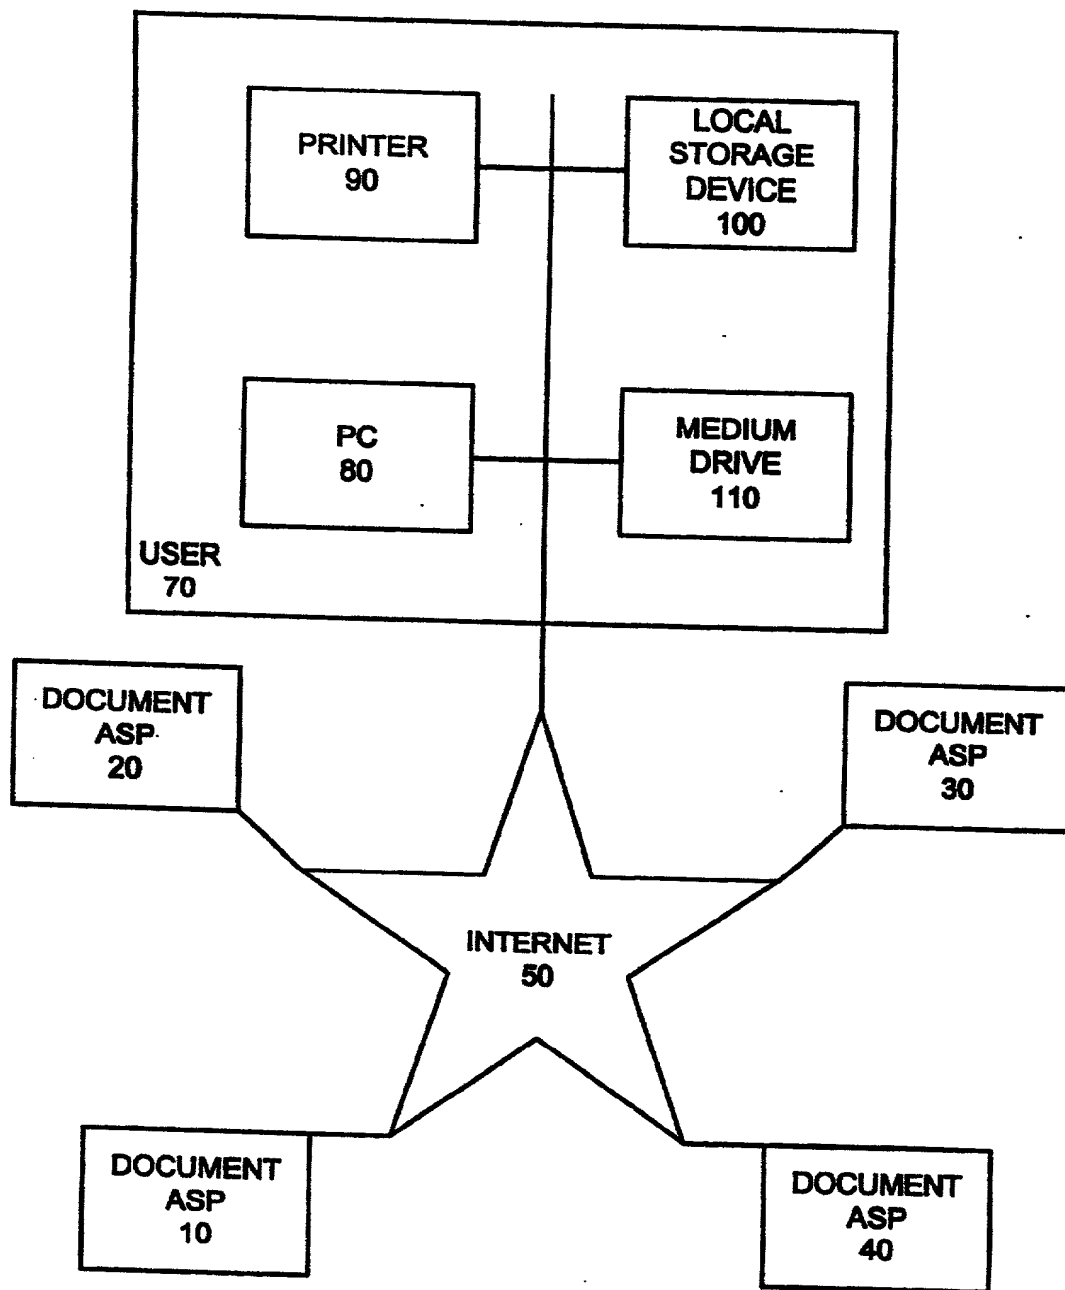 PRINTER
90
LOCAL
STORAGE
DEVICE
100
PC
80
MEDIUM
DRIVE
110
USER
70
DOCUMENT
ASP
20
DOCUMENT
ASP
30
INTERNET
50
DOCUMENT
ASP
10
DOCUMENT
ASP
40